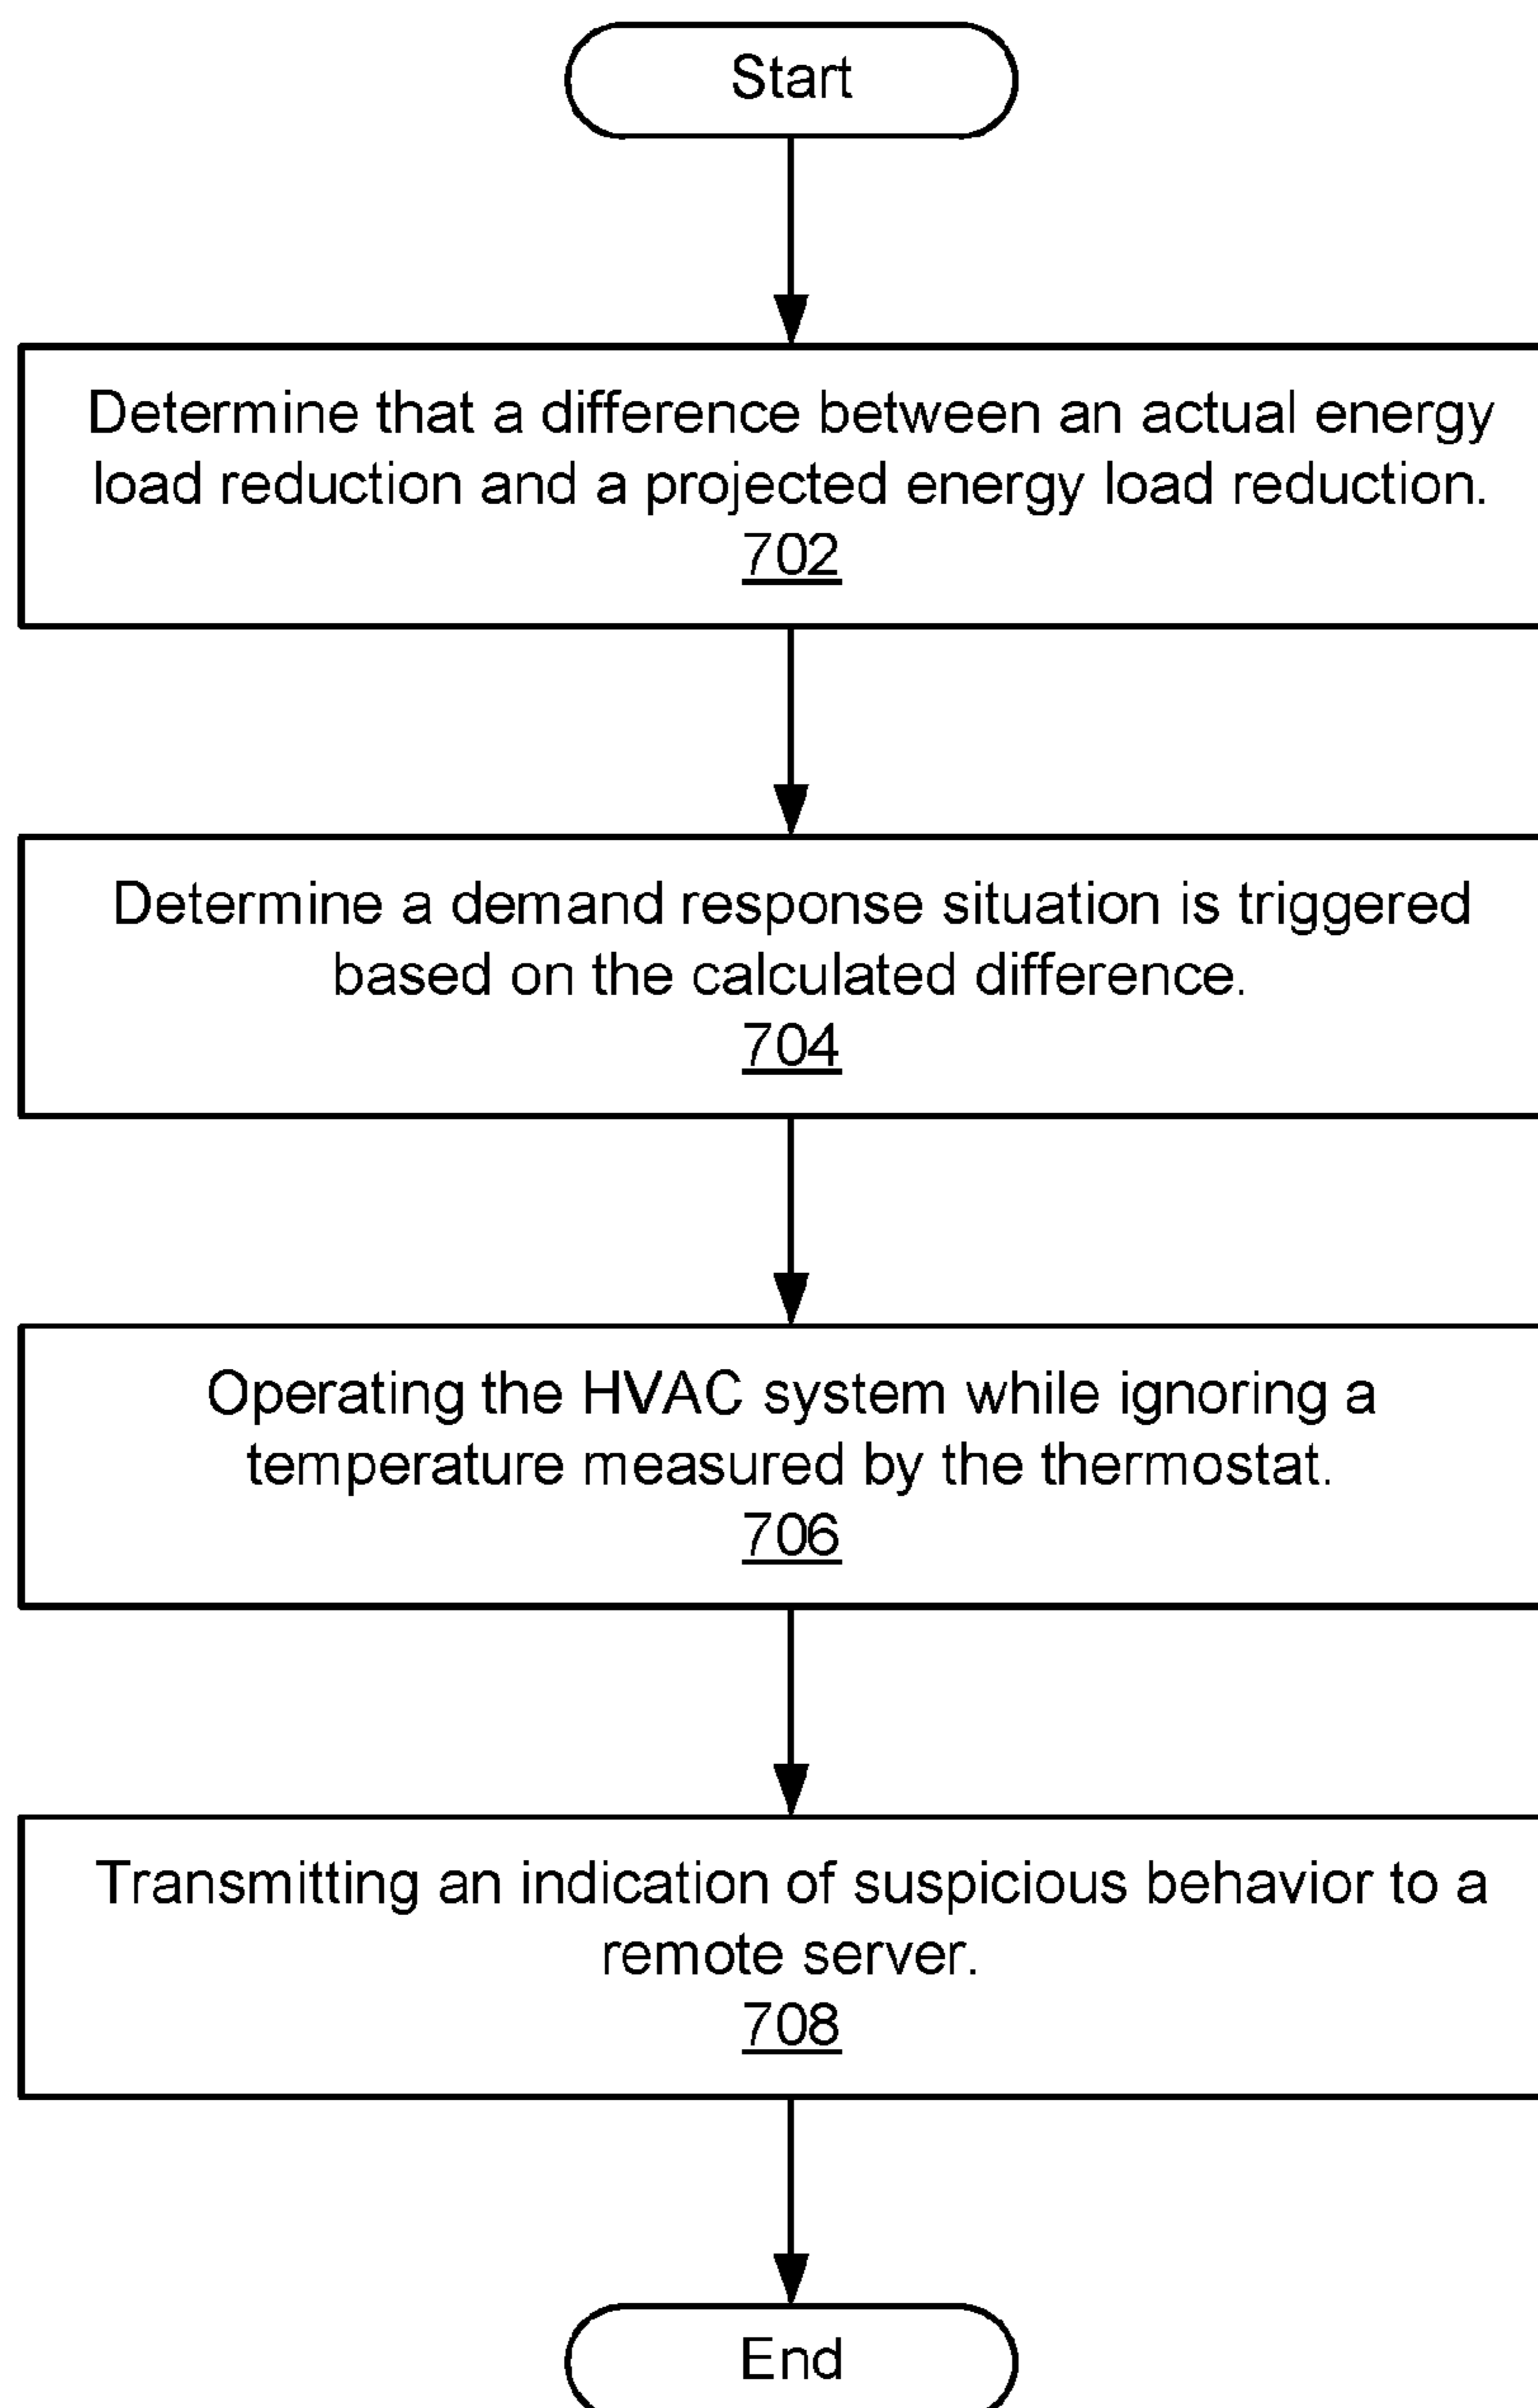 Start
Determine that a difference between an actual energy
load reduction and a projected energy load reduction.
702
Determine a demand response situation is triggered
based on the calculated difference.
704
Operating the HVAC system while ignoring a
temperature measured by the thermostat.
706
Transmitting an indication of suspicious behavior to a
remote server.
708
End